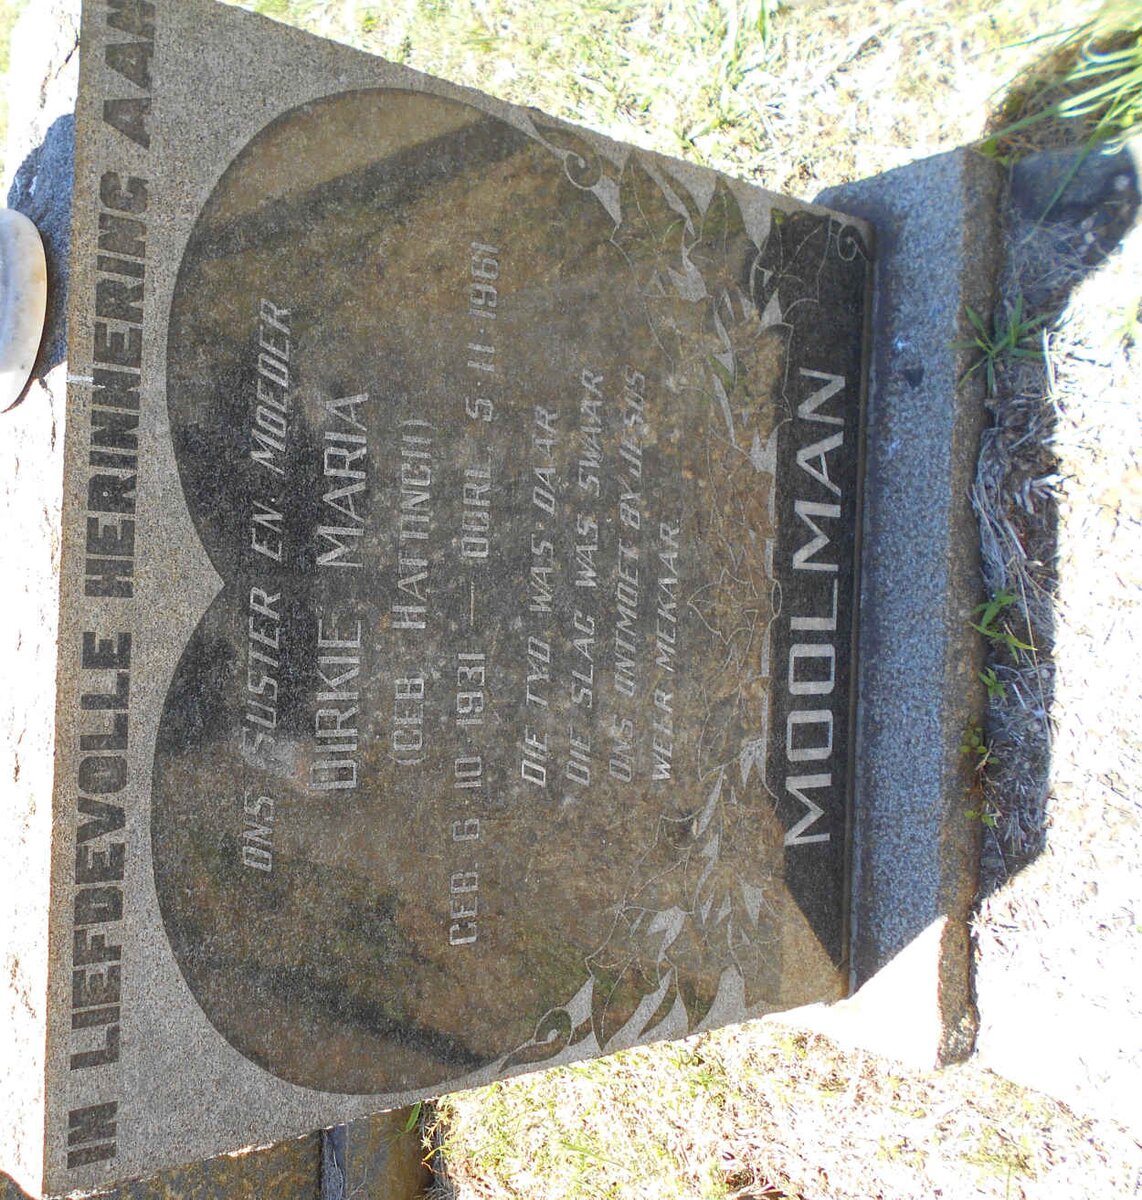 IN LIEFDEVOLLE HERINNERING AAN
ONS SUSTER EN MOEDER
DIRKIE MARIA
(GEB. HATTINGH)
GEB. 6·10·1931 — OORL. 5·11·1961
DIE TYD WAS DAAR
DIE SLAG WAS SWAAR
ONS ONTMOET BY JESUS
WEER MEKAAR
MOOLMAN